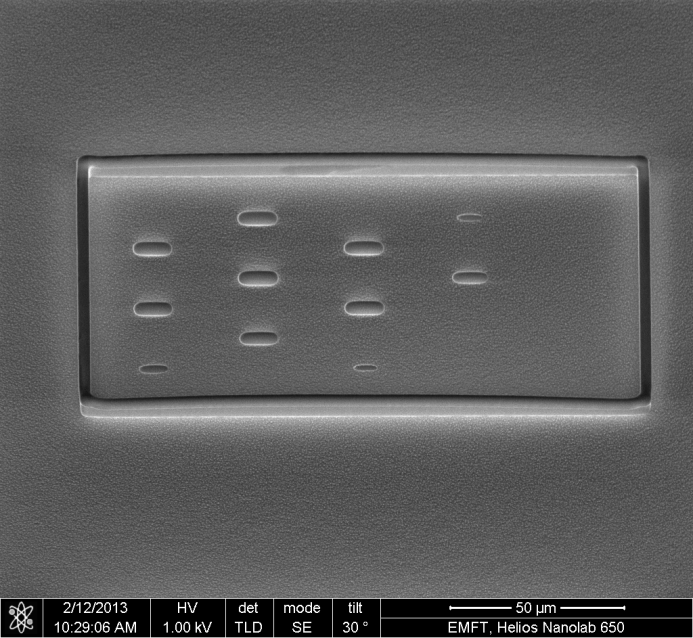 2/12/2013 HV det mode tilt 50 µm
10:29:06 AM 1.00 kV TLD SE 30 ° EMFT, Helios Nanolab 650